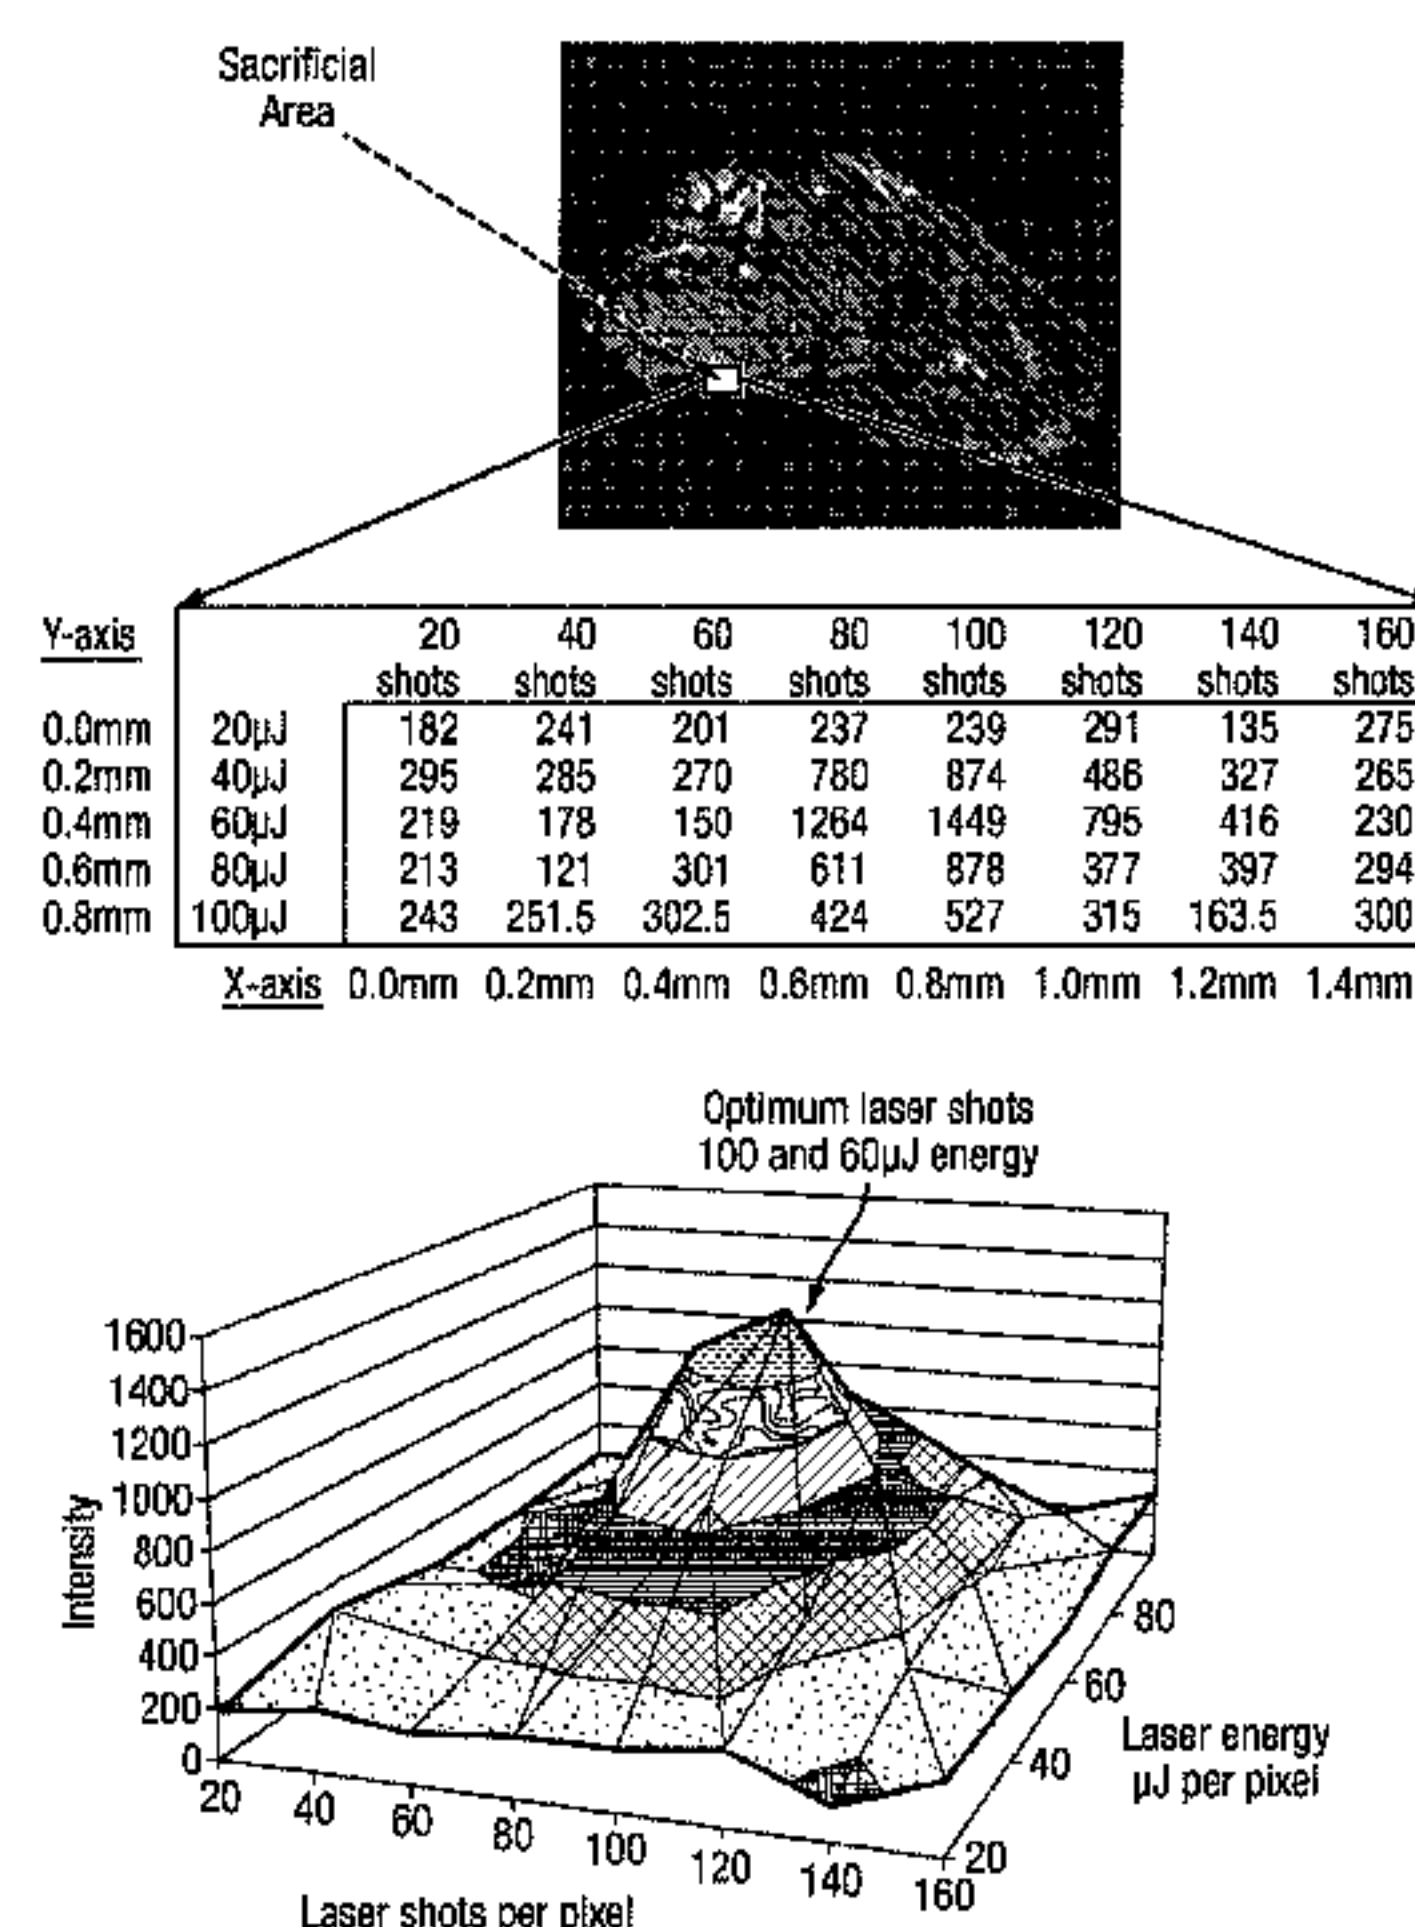 Sacrificial
Area
Y-axis 20 40 60 80 100 120 140 160
shots shots shots shots shots shots shots shots
0.0mm 20µJ 182 241 201 237 239 291 135 275
0.2mm 40µJ 295 285 270 780 874 486 327 265
0.4mm 60µJ 219 178 150 1264 1449 795 416 230
0.6mm 80µJ 213 121 301 611 878 377 397 294
0.8mm 100µJ 243 251.5 302.5 424 527 315 163.5 300
X-axis 0.0mm 0.2mm 0.4mm 0.6mm 0.8mm 1.0mm 1.2mm 1.4mm
Optimum laser shots
100 and 60µJ energy
1600
1400
1200
1000
800
600
400
200
0
Intensity
20 40 60 80 100 120 140 160
Laser shots per pixel
80
60
40
20
Laser energy
µJ per pixel